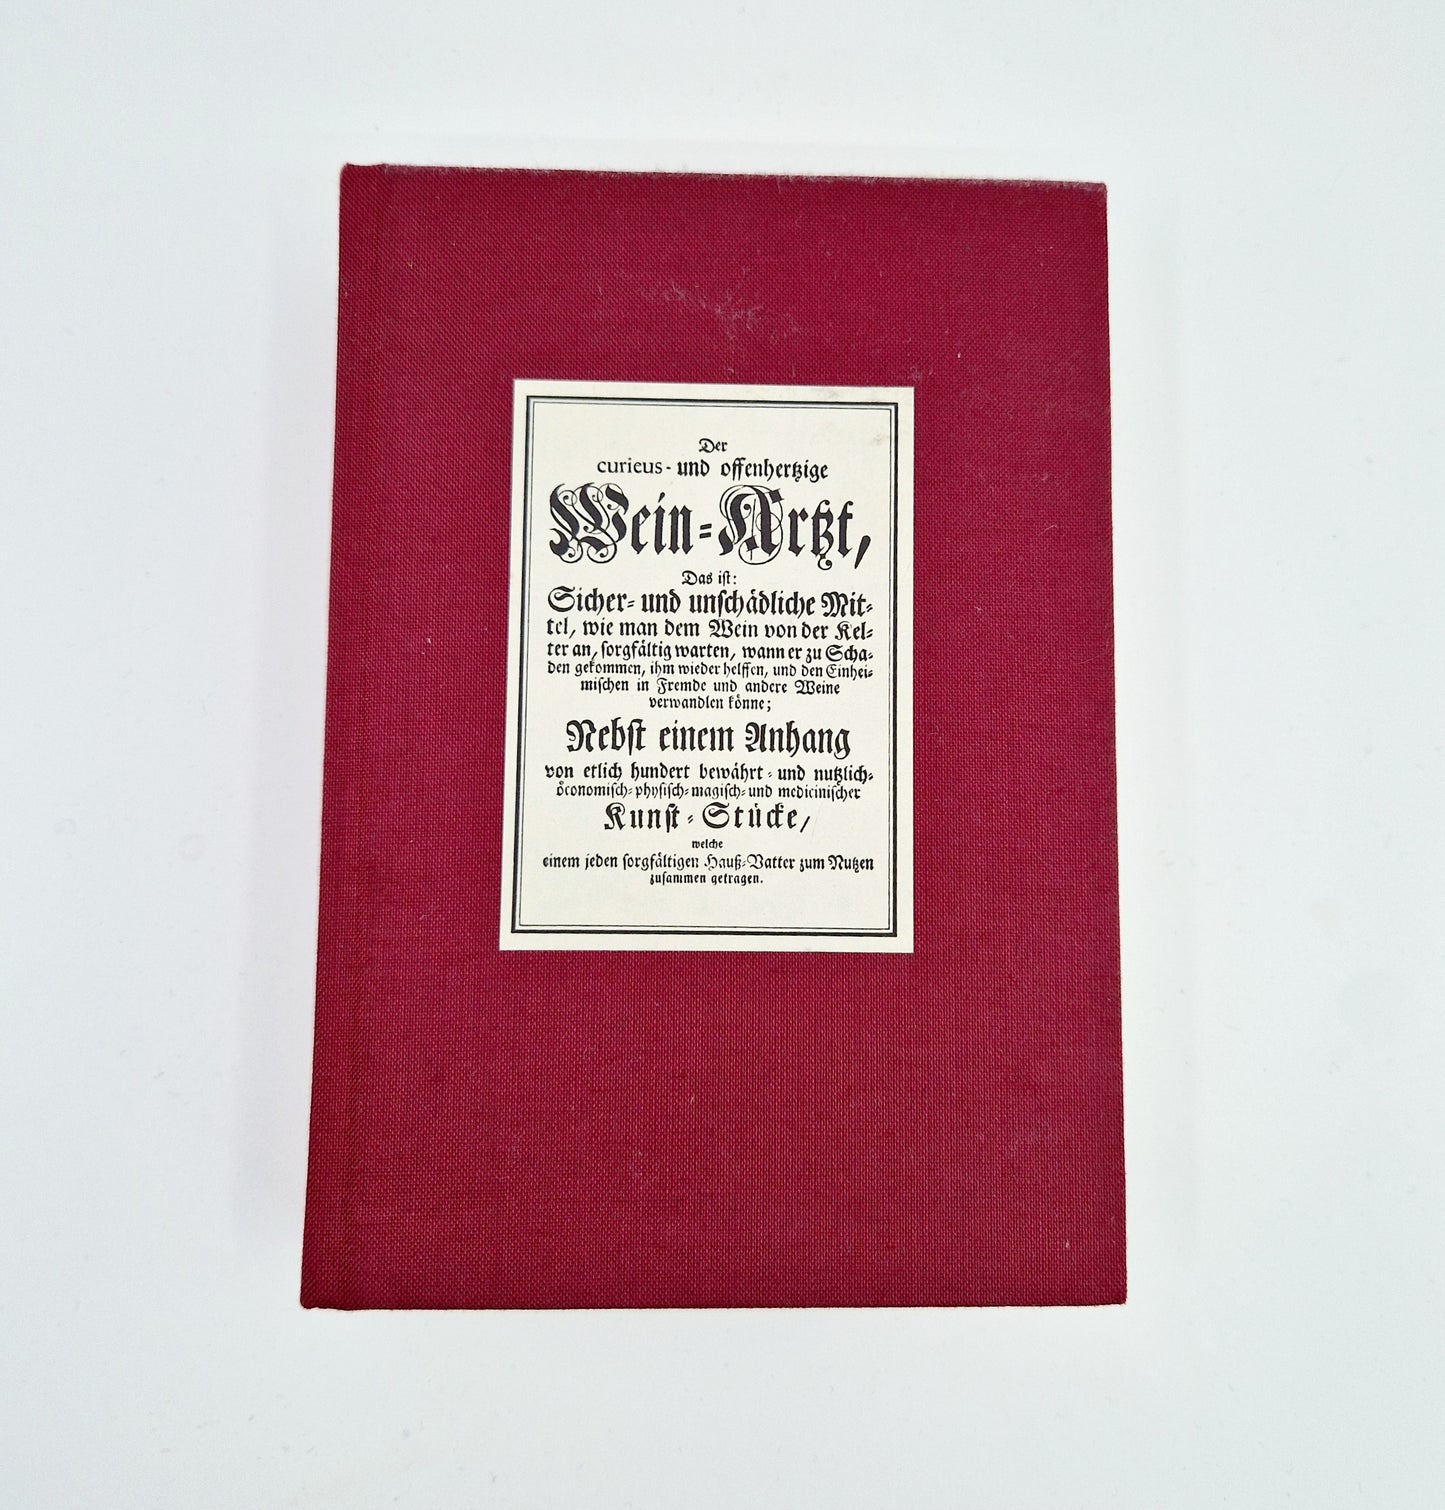 Der
curieus- und offenhertzige
Wein-Artzt,
Das ist:
Sicher- und unschädliche Mit-
tel, wie man dem Wein von der Kel-
ter an, sorgfältig warten, wann er zu Scha-
den gekommen, ihm wieder helffen, und den Einhei-
mischen in Fremde und andere Weine
verwandlen könne;
Nebst einem Anhang
von etlich hundert bewährt- und nutzlich-
öconomisch- physisch- magisch- und medicinischer
Kunst-Stücke,
welche
einem jeden sorgfältigen Hauß-Vatter zum Nutzen
zusammen getragen.